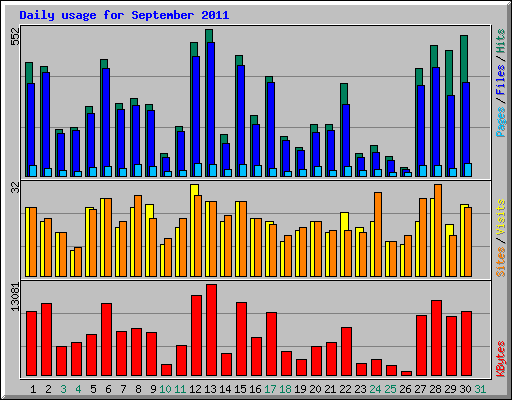 Daily usage for September 2011
552
Pages / Files / Hits
32
Sites / Visits
13081
KBytes
1 2 3 4 5 6 7 8 9 10 11 12 13 14 15 16 17 18 19 20 21 22 23 24 25 26 27 28 29 30 31